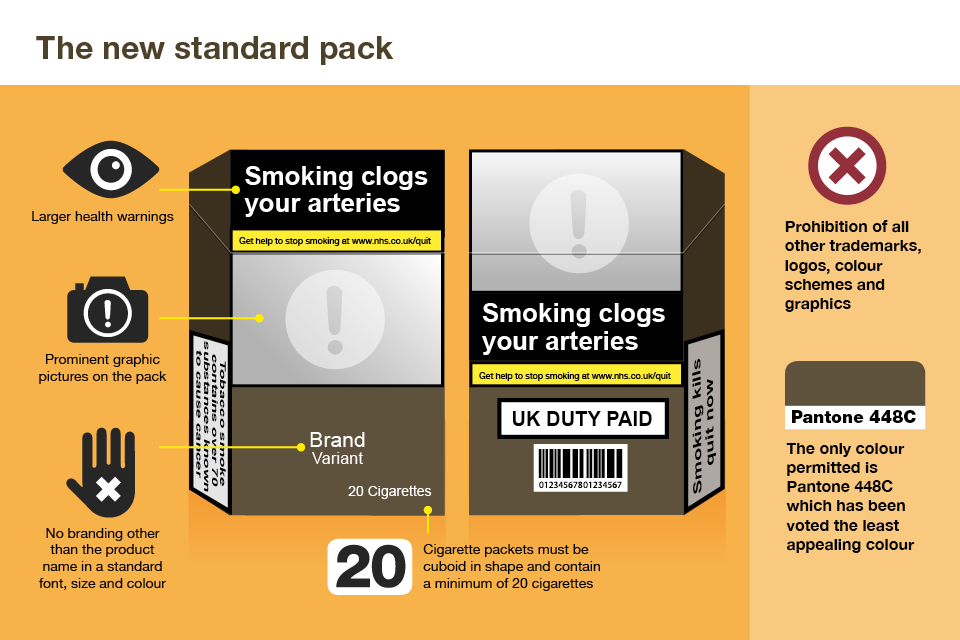 The new standard pack
Larger health warnings
Prominent graphic
pictures on the pack
No branding other
than the product
name in a standard
font, size and colour
Smoking clogs
your arteries
Get help to stop smoking at www.nhs.co.uk/quit
Tobacco smoke
contains over 70
substances known
to cause cancer
Brand
Variant
20 Cigarettes
20
Cigarette packets must be
cuboid in shape and contain
a minimum of 20 cigarettes
Smoking clogs
your arteries
Get help to stop smoking at www.nhs.co.uk/quit
UK DUTY PAID
01234567801234567
Smoking kills
quit now
Prohibition of all
other trademarks,
logos, colour
schemes and
graphics
Pantone 448C
The only colour
permitted is
Pantone 448C
which has been
voted the least
appealing colour